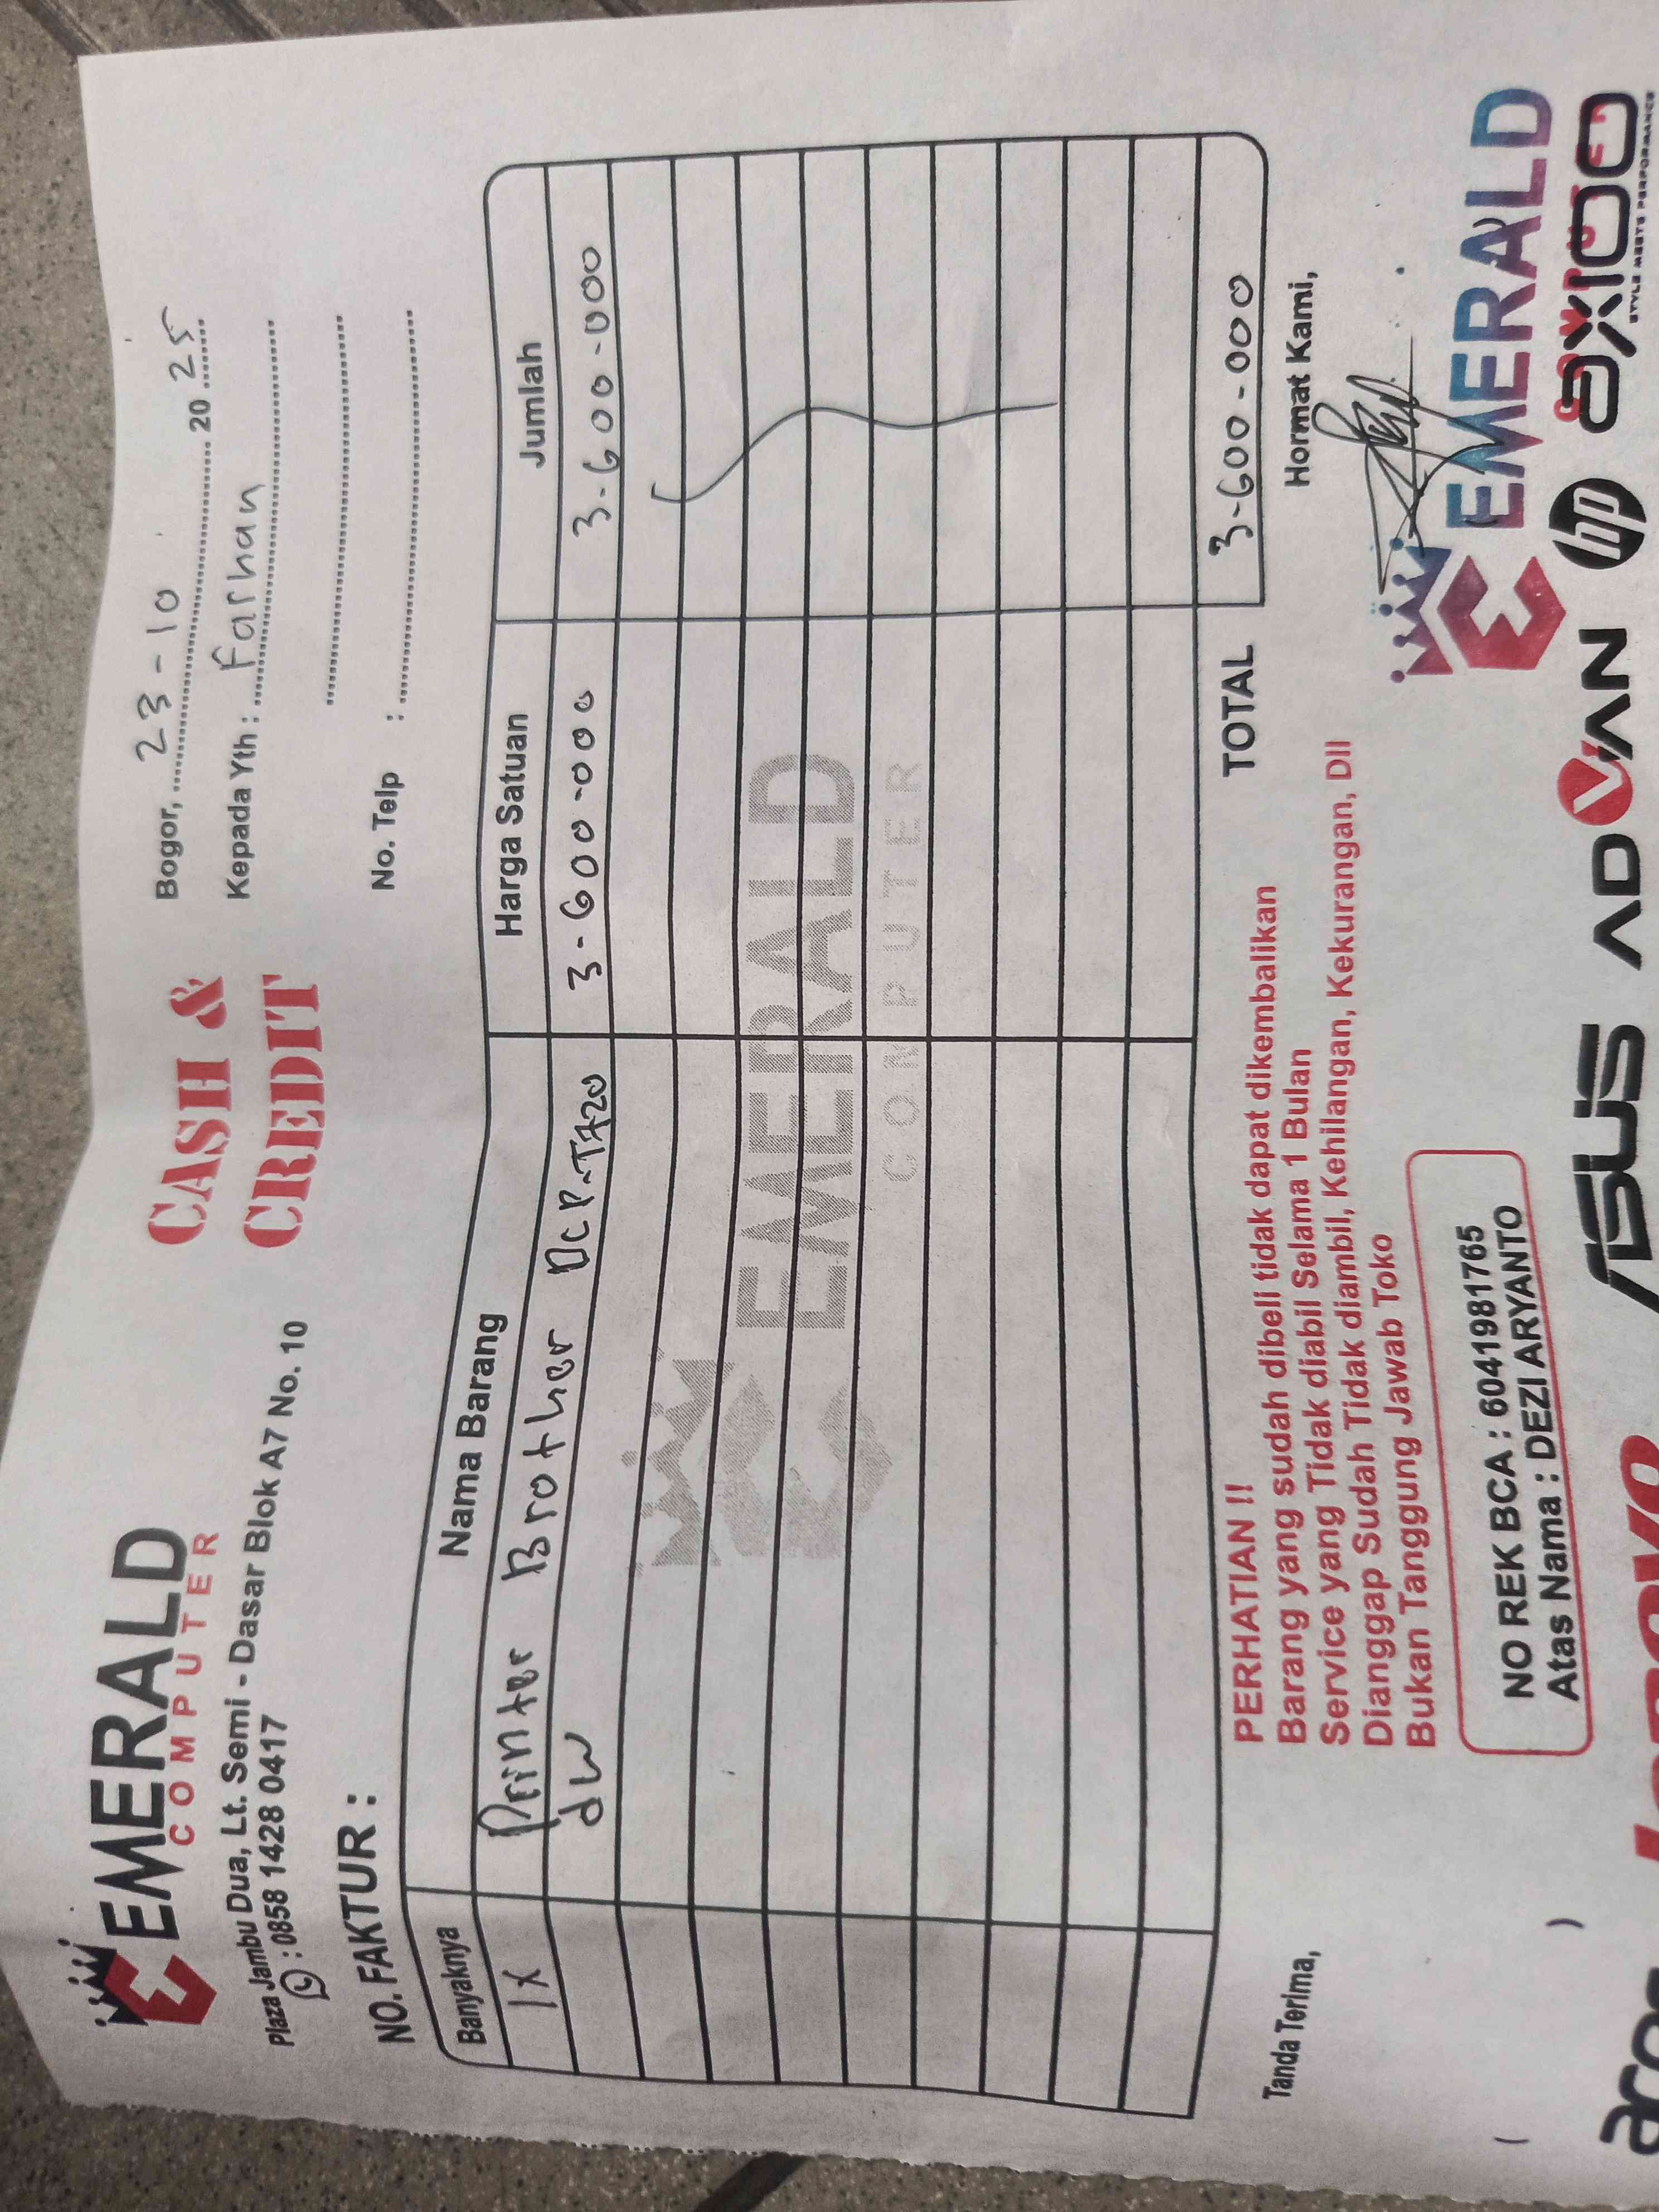 EMERALD
COMPUTER
Plaza Jambu Dua, Lt. Semi - Dasar Blok A7 No. 10
: 0858 1428 0417
CASH &
CREDIT
Bogor, 23-10 20 25
Kepada Yth : Farhan
No. Telp :
NO. FAKTUR :
Banyaknya Nama Barang Harga Satuan Jumlah
1x Printer Brother DCP-T720 3-600-000 3-600-000
dw
EMERALD
COMPUTER
TOTAL 3-600-000
PERHATIAN !!
Barang yang sudah dibeli tidak dapat dikembalikan
Service yang Tidak diabil Selama 1 Bulan
Dianggap Sudah Tidak diambil, Kehilangan, Kekurangan, Dll
Bukan Tanggung Jawab Toko
Tanda Terima,
Hormat Kami,
( )
NO REK BCA : 6041981765
Atas Nama : DEZI ARYANTO
EMERALD
acer Lenovo ASUS ADVAN hp axioo
STYLE MEETS PERFORMANCE